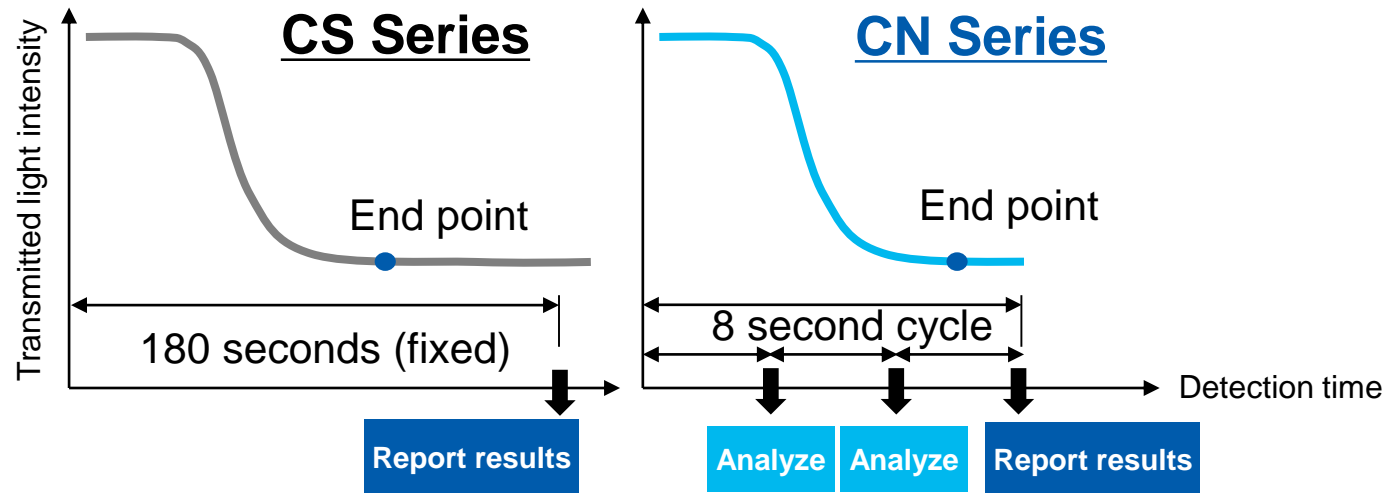 Transmitted light intensity
CS Series
End point
180 seconds (fixed)
Report results
CN Series
End point
8 second cycle
Detection time
Analyze
Analyze
Report results